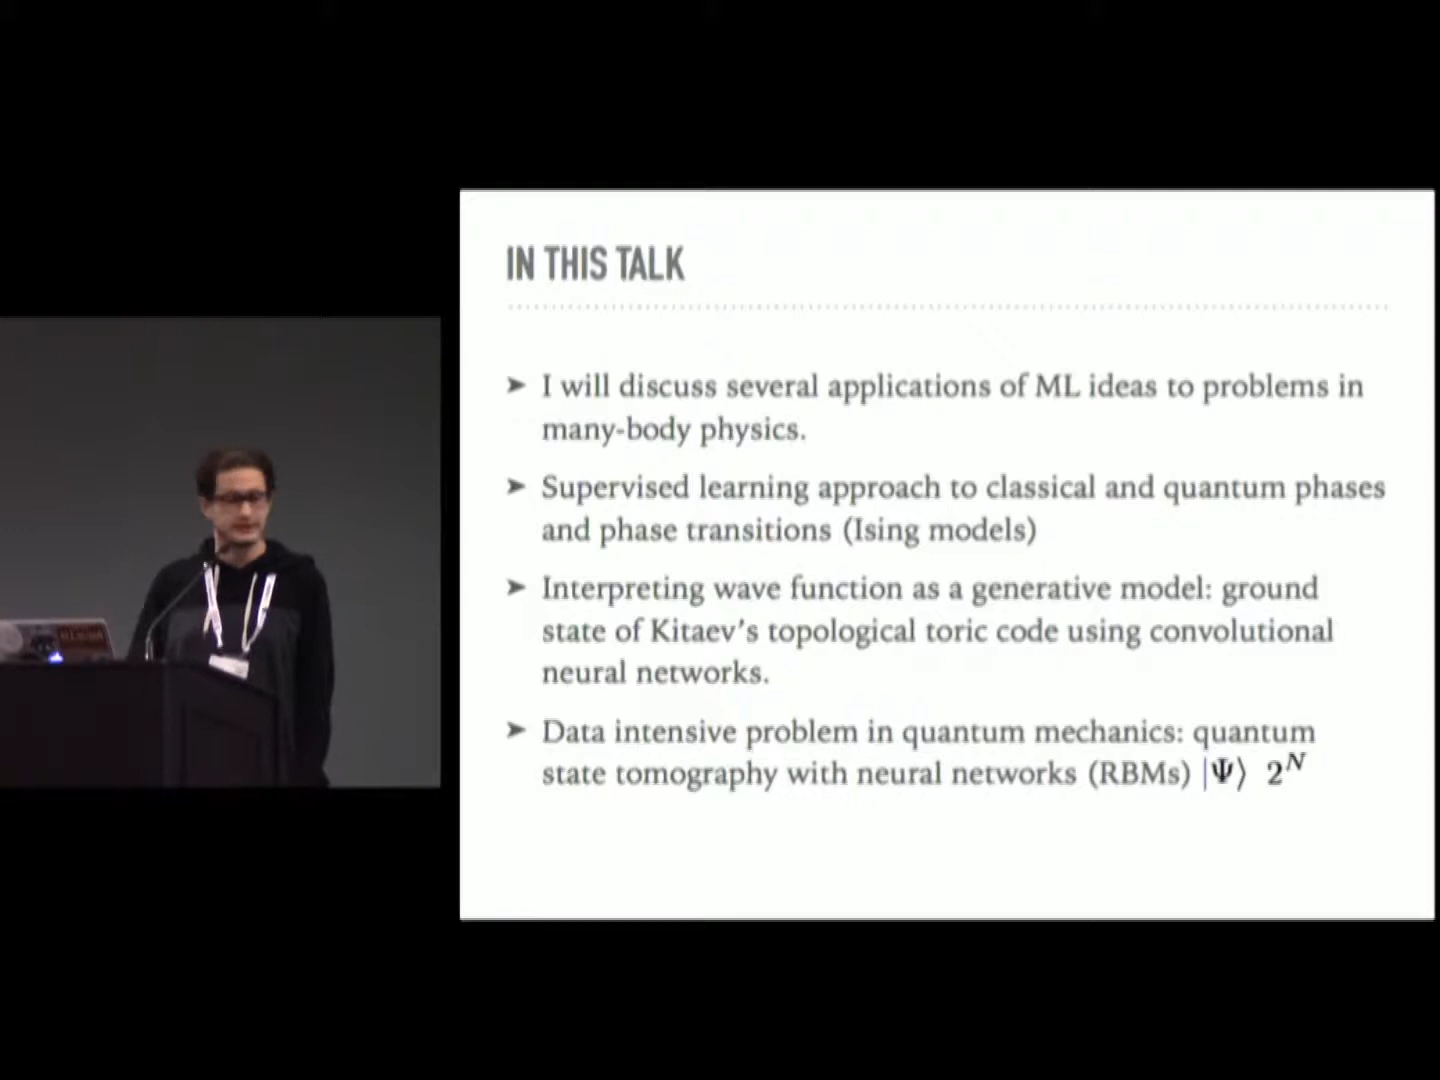 IN THIS TALK
➤ I will discuss several applications of ML ideas to problems in
many-body physics.
➤ Supervised learning approach to classical and quantum phases
and phase transitions (Ising models)
➤ Interpreting wave function as a generative model: ground
state of Kitaev's topological toric code using convolutional
neural networks.
➤ Data intensive problem in quantum mechanics: quantum
state tomography with neural networks (RBMs) |Ψ⟩ 2^N